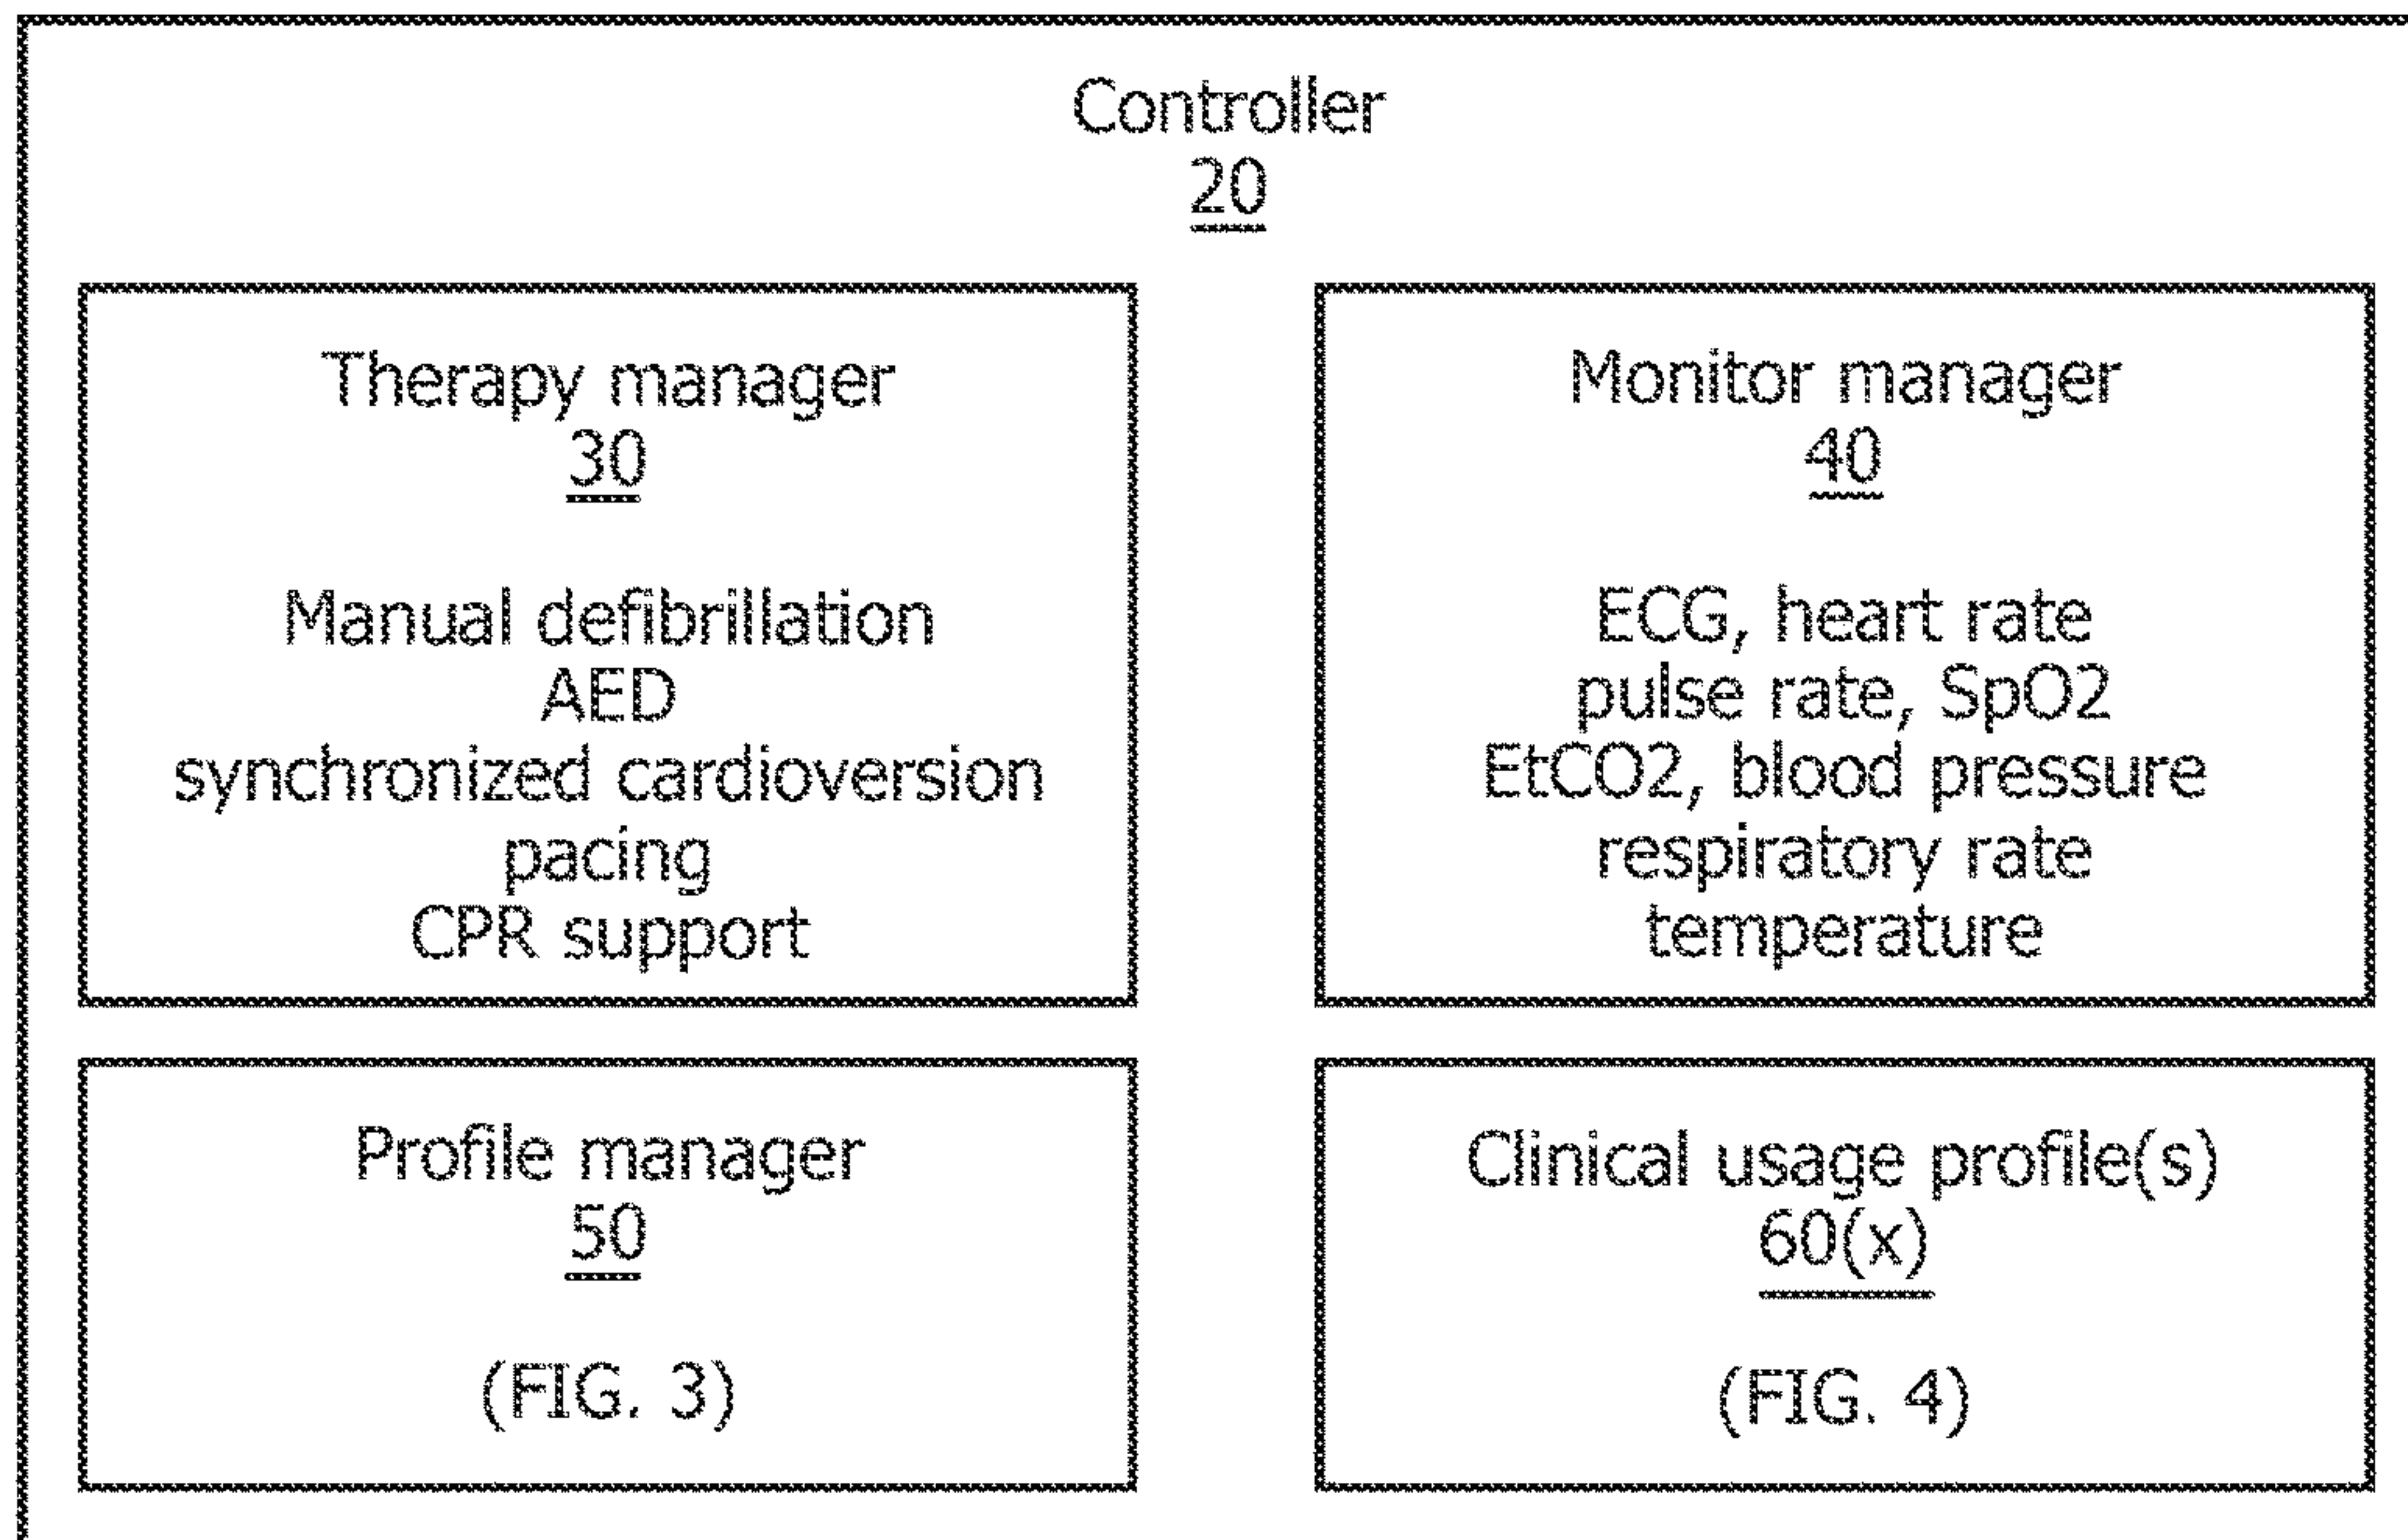 Controller
20
Therapy manager
30
Manual defibrillation
AED
synchronized cardioversion
pacing
CPR support
Monitor manager
40
ECG, heart rate
pulse rate, SpO2
EtCO2, blood pressure
respiratory rate
temperature
Profile manager
50
(FIG. 3)
Clinical usage profile(s)
60(x)
(FIG. 4)